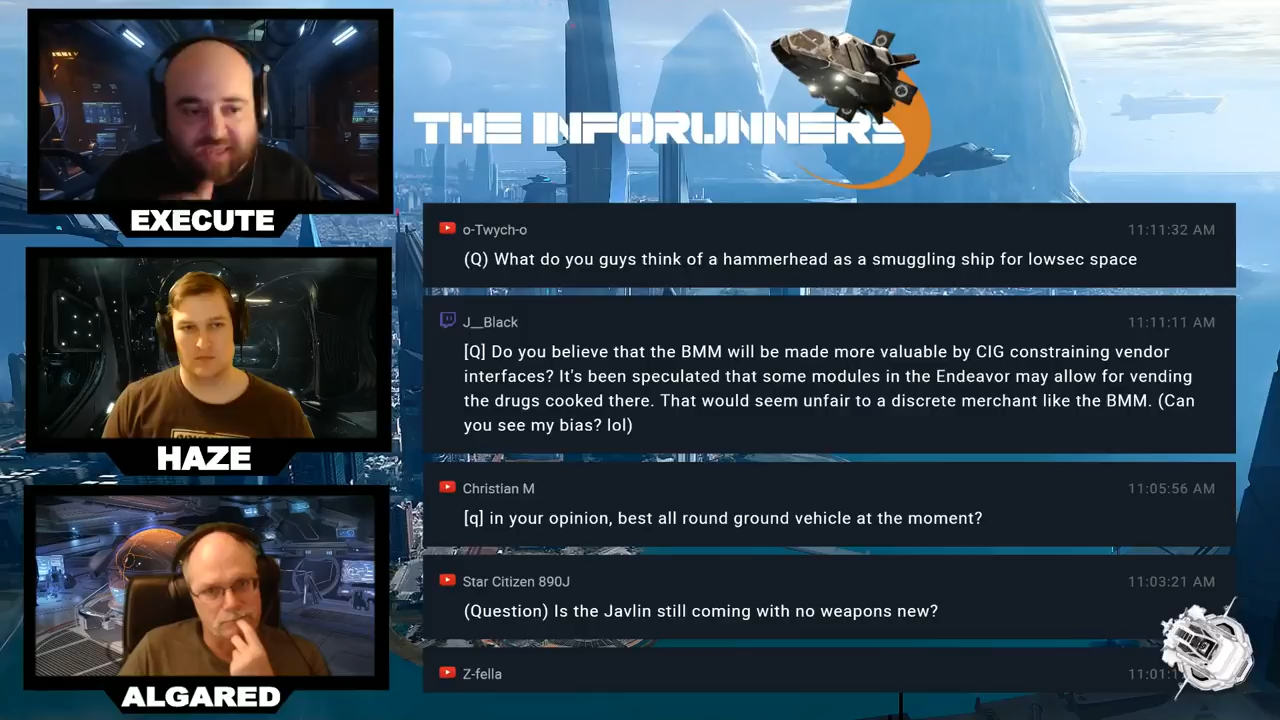 THE INFORUNNERS
EXECUTE
HAZE
ALGARED
o-Twych-o
11:11:32 AM
(Q) What do you guys think of a hammerhead as a smuggling ship for lowsec space
J__Black
11:11:11 AM
[Q] Do you believe that the BMM will be made more valuable by CIG constraining vendor
interfaces? It's been speculated that some modules in the Endeavor may allow for vending
the drugs cooked there. That would seem unfair to a discrete merchant like the BMM. (Can
you see my bias? lol)
Christian M
11:05:56 AM
[q] in your opinion, best all round ground vehicle at the moment?
Star Citizen 890J
11:03:21 AM
(Question) Is the Javlin still coming with no weapons new?
Z-fella